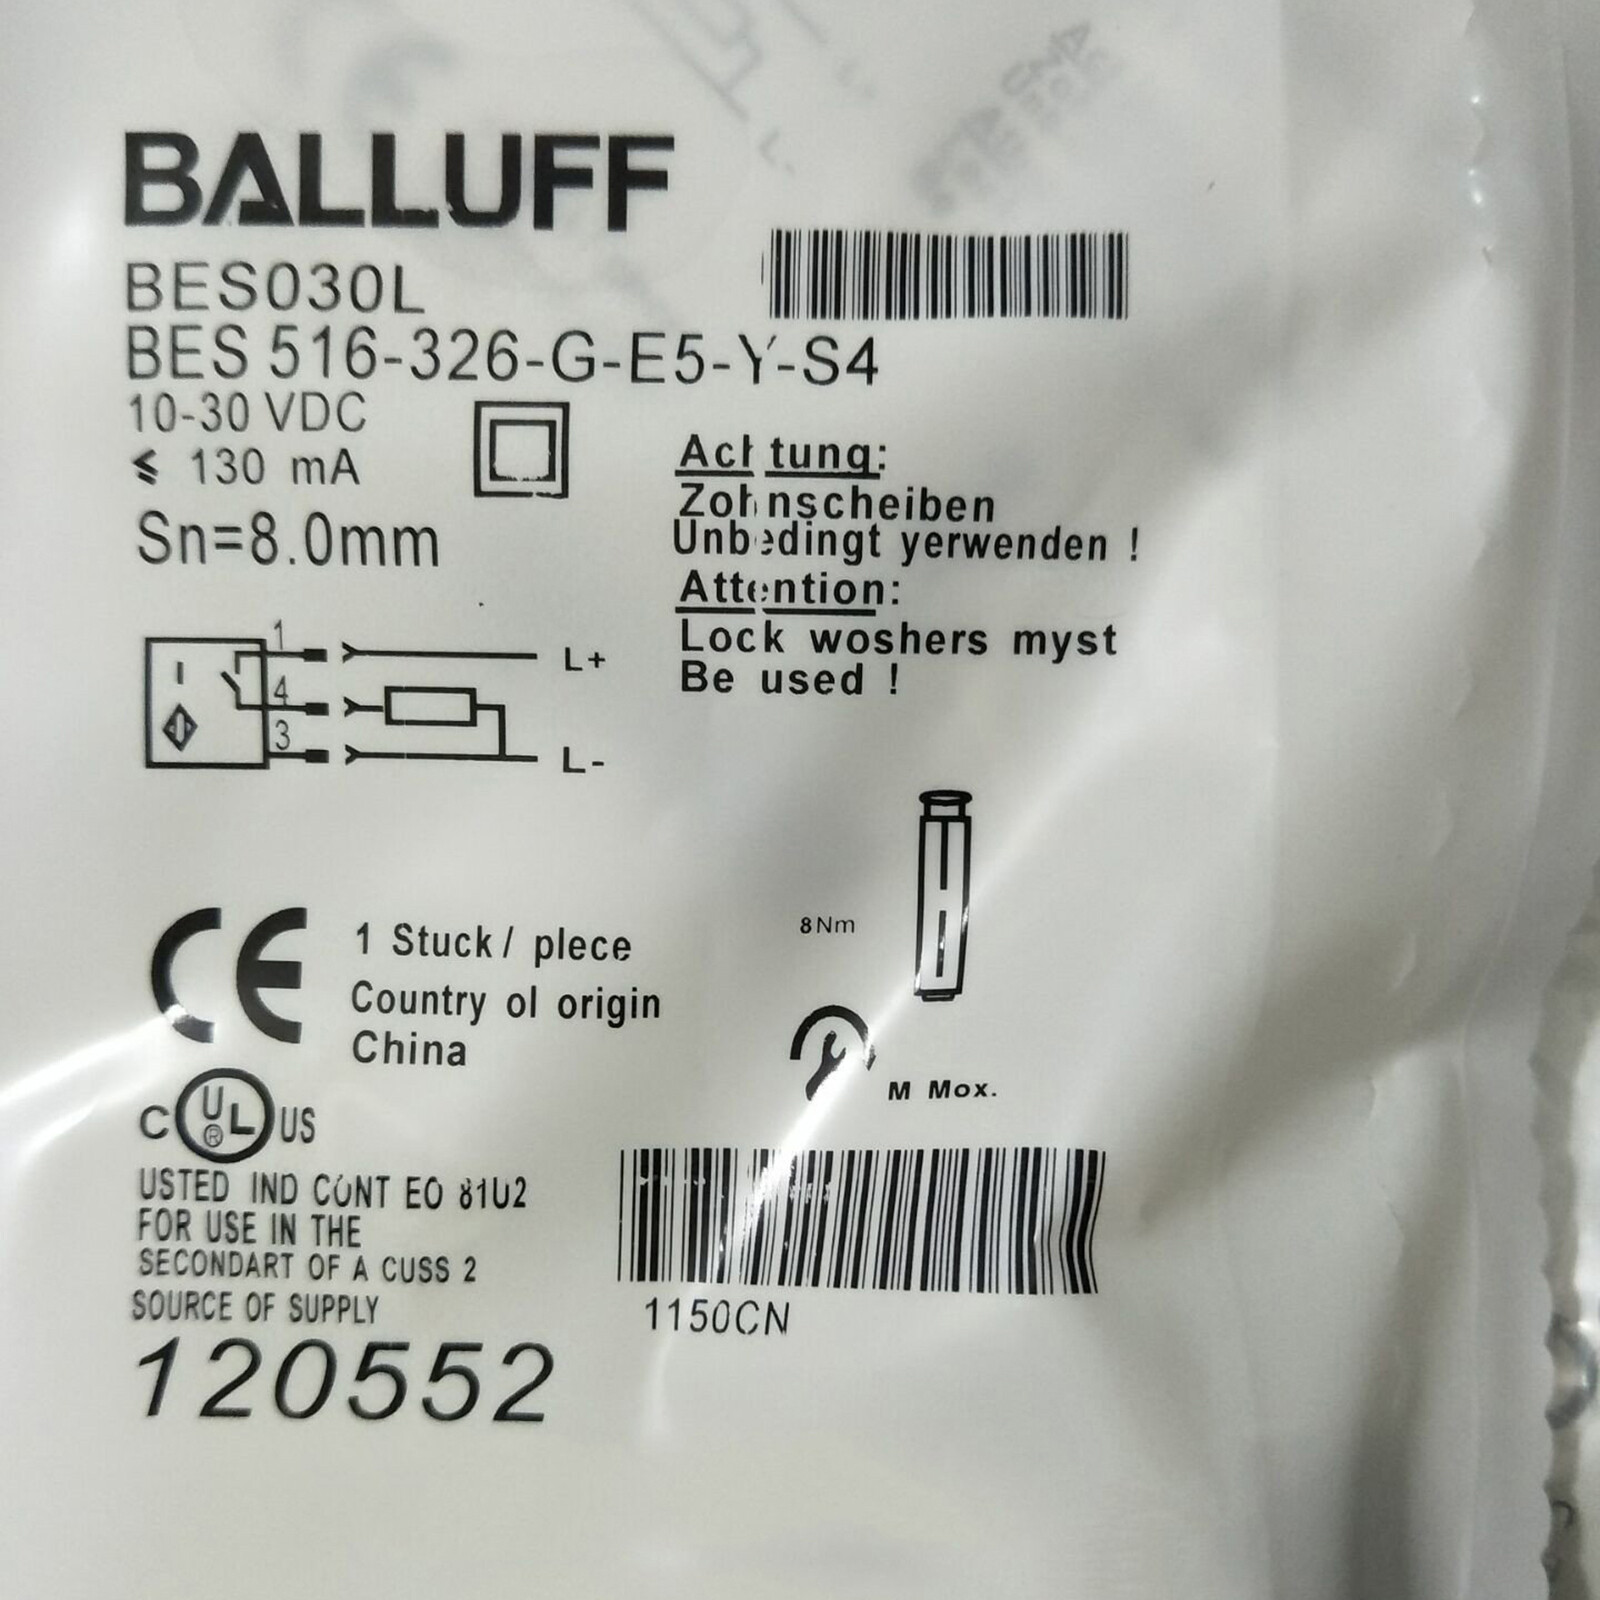 BALLUFF
BES030L
BES 516-326-G-E5-Y-S4
10-30 VDC
≤ 130 mA
Sn=8.0mm
Achtung:
Zohnscheiben
Unbedingt yerwenden !
Attention:
Lock woshers myst
Be used !
1
4
3
L+
L-
8Nm
M Mox.
CE
1 Stuck / plece
Country ol origin
China
C UL ® US
USTED IND CONT EO 81U2
FOR USE IN THE
SECONDART OF A CUSS 2
SOURCE OF SUPPLY
120552
1150CN